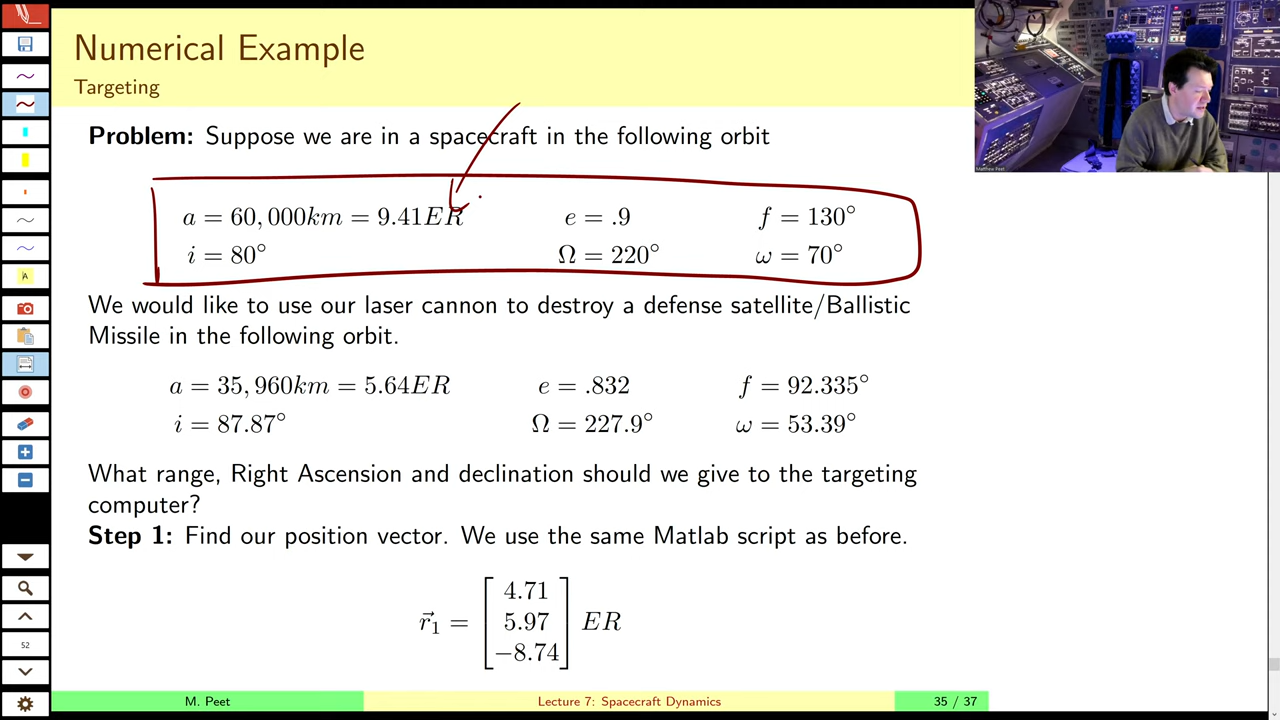 Numerical Example
Targeting
Problem: Suppose we are in a spacecraft in the following orbit
a = 60,000km = 9.41ER e = .9 f = 130°
i = 80° Ω = 220° ω = 70°
We would like to use our laser cannon to destroy a defense satellite/Ballistic
Missile in the following orbit.
a = 35,960km = 5.64ER e = .832 f = 92.335°
i = 87.87° Ω = 227.9° ω = 53.39°
What range, Right Ascension and declination should we give to the targeting
computer?
Step 1: Find our position vector. We use the same Matlab script as before.
4.71
r⃗₁ = [5.97] ER
−8.74
M. Peet Lecture 7: Spacecraft Dynamics 35 / 37
52
A
Matthew Peet